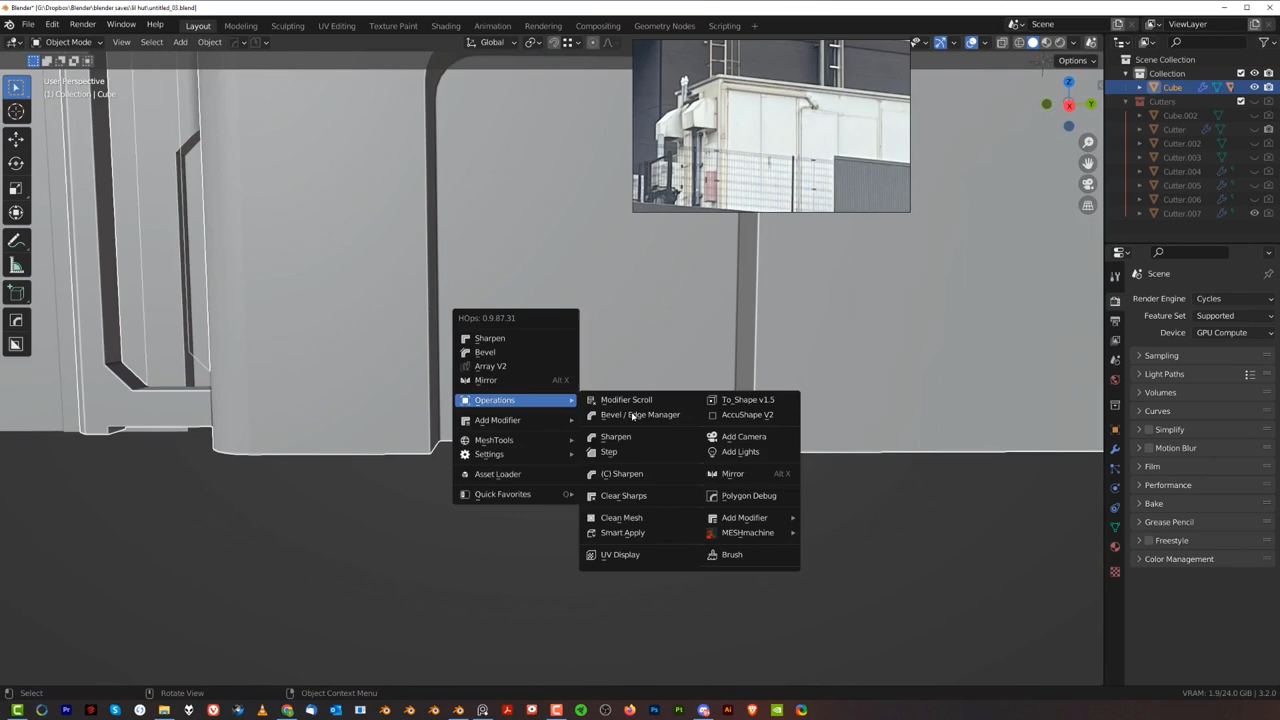 Blender* [G:\Dropbox\Blender\blender saves\lil hut\untitled_03.blend]
File Edit Render Window Help Layout Modeling Sculpting UV Editing Texture Paint Shading Animation Rendering Compositing Geometry Nodes Scripting + Scene ViewLayer
Object Mode View Select Add Object Global
Options
User Perspective
(1) Collection | Cube
Scene Collection
Collection
Cube
Cutters
Cube.002
Cutter
Cutter.002
Cutter.003
Cutter.004
Cutter.005
Cutter.006
Cutter.007
Scene
Render Engine Cycles
Feature Set Supported
Device GPU Compute
Sampling
Light Paths
Volumes
Curves
Simplify
Motion Blur
Film
Performance
Bake
Grease Pencil
Freestyle
Color Management
HOps: 0.9.87.31
Sharpen
Bevel
Array V2
Mirror Alt X
Operations
Add Modifier
MeshTools
Settings
Asset Loader
Quick Favorites Q
Modifier Scroll To_Shape v1.5
Bevel / Edge Manager AccuShape V2
Sharpen Add Camera
Step Add Lights
(C) Sharpen Mirror Alt X
Clear Sharps Polygon Debug
Clean Mesh Add Modifier
Smart Apply MESHmachine
UV Display Brush
Select Rotate View Object Context Menu VRAM: 1.9/24.0 GiB | 3.2.0